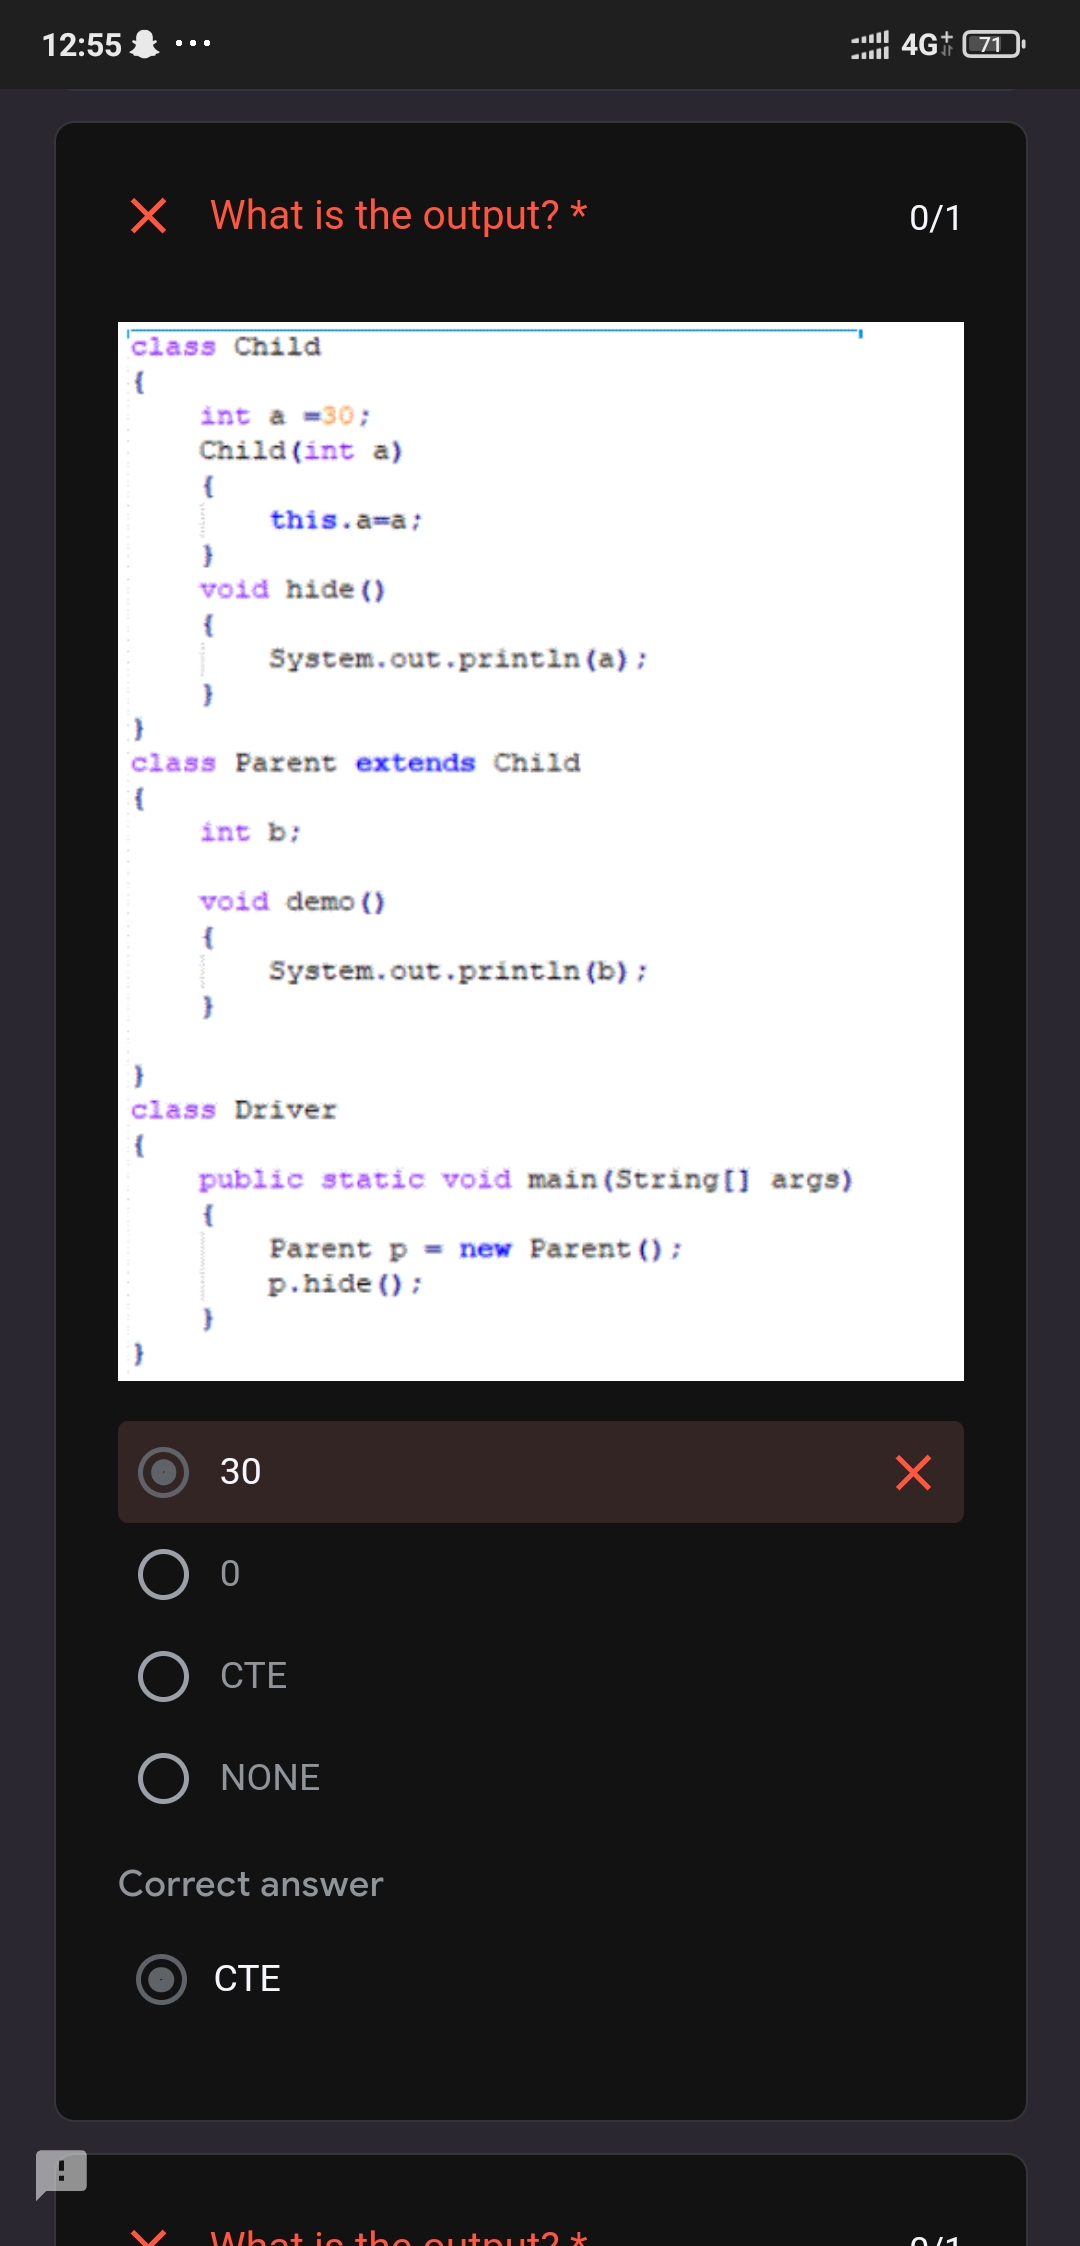 12:55 ...
4G+ 71
What is the output? *
0/1
class Child
{
int a =30;
Child(int a)
{
this.a=a;
}
void hide()
{
System.out.println(a);
}
}
class Parent extends Child
{
int b;
void demo()
{
System.out.println(b);
}
}
class Driver
{
public static void main(String[] args)
{
Parent p = new Parent();
p.hide();
}
}
30
0
CTE
NONE
Correct answer
CTE
What is the output? *
0/1